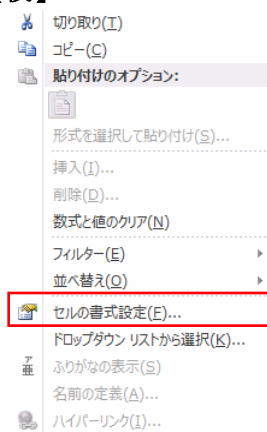 切り取り(T)
コピー(C)
貼り付けのオプション:
形式を選択して貼り付け(S)...
挿入(I)...
削除(D)...
数式と値のクリア(N)
フィルター(E)
並べ替え(O)
セルの書式設定(F)...
ドロップダウン リストから選択(K)...
ア亜
ふりがなの表示(S)
名前の定義(A)...
ハイパーリンク(I)...